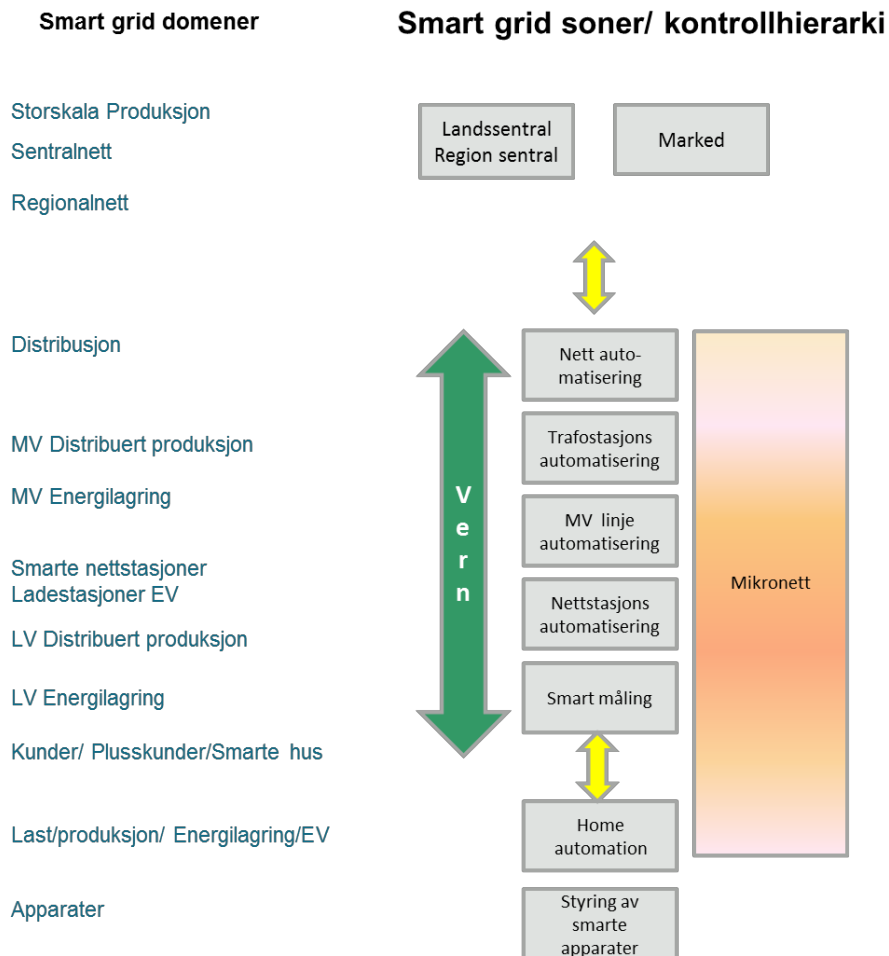 Smart grid domener
Smart grid soner/ kontrollhierarki
Storskala Produksjon
Sentralnett
Regionalnett
Distribusjon
MV Distribuert produksjon
MV Energilagring
Smarte nettstasjoner
Ladestasjoner EV
LV Distribuert produksjon
LV Energilagring
Kunder/ Plusskunder/Smarte hus
Last/produksjon/ Energilagring/EV
Apparater
Landssentral
Region sentral
Marked
Vern
Nett auto-
matisering
Trafostasjons
automatisering
MV linje
automatisering
Nettstasjons
automatisering
Smart måling
Home
automation
Styring av
smarte
apparater
Mikronett